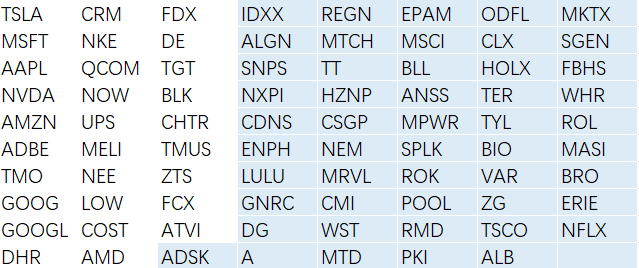 TSLA CRM FDX IDXX REGN EPAM ODFL MKTX
MSFT NKE DE ALGN MTCH MSCI CLX SGEN
AAPL QCOM TGT SNPS TT BLL HOLX FBHS
NVDA NOW BLK NXPI HZNP ANSS TER WHR
AMZN UPS CHTR CDNS CSGP MPWR TYL ROL
ADBE MELI TMUS ENPH NEM SPLK BIO MASI
TMO NEE ZTS LULU MRVL ROK VAR BRO
GOOG LOW FCX GNRC CMI POOL ZG ERIE
GOOGL COST ATVI DG WST RMD TSCO NFLX
DHR AMD ADSK A MTD PKI ALB